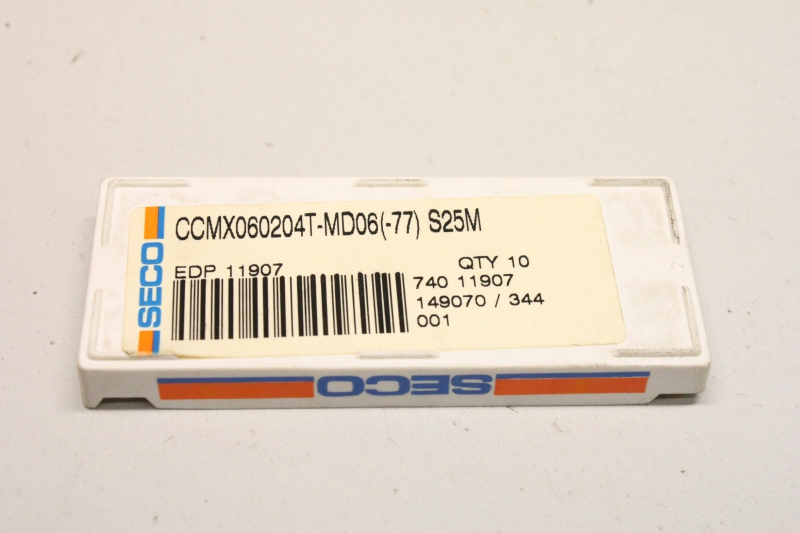 SECO
CCMX060204T-MD06(-77) S25M
EDP 11907
QTY 10
740 11907
149070 / 344
001
SECO